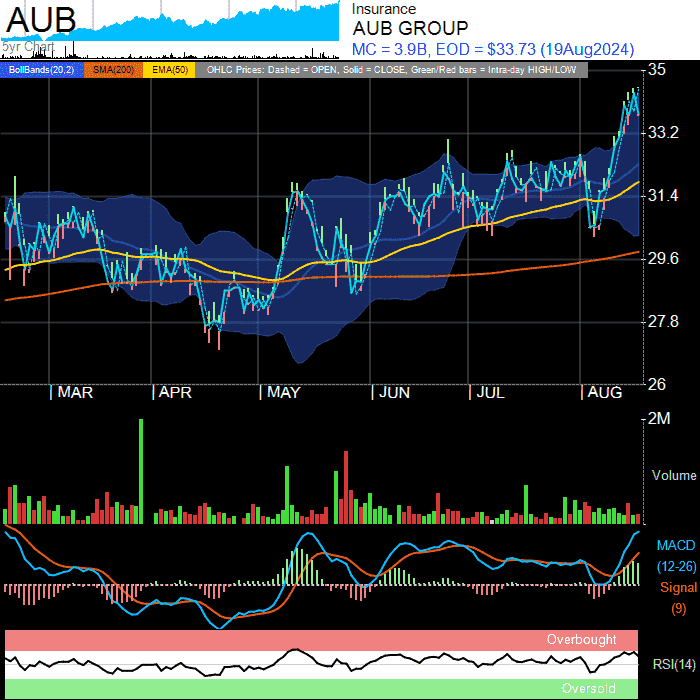 AUB
5yr Chart
Insurance
AUB GROUP
MC = 3.9B, EOD = $33.73 (19Aug2024)
BollBands(20,2) SMA(200) EMA(50) OHLC Prices: Dashed = OPEN, Solid = CLOSE, Green/Red bars = Intra-day HIGH/LOW
35
33.2
31.4
29.6
27.8
26
MAR APR MAY JUN JUL AUG
2M
Volume
MACD
(12-26)
Signal
(9)
Overbought
RSI(14)
Oversold